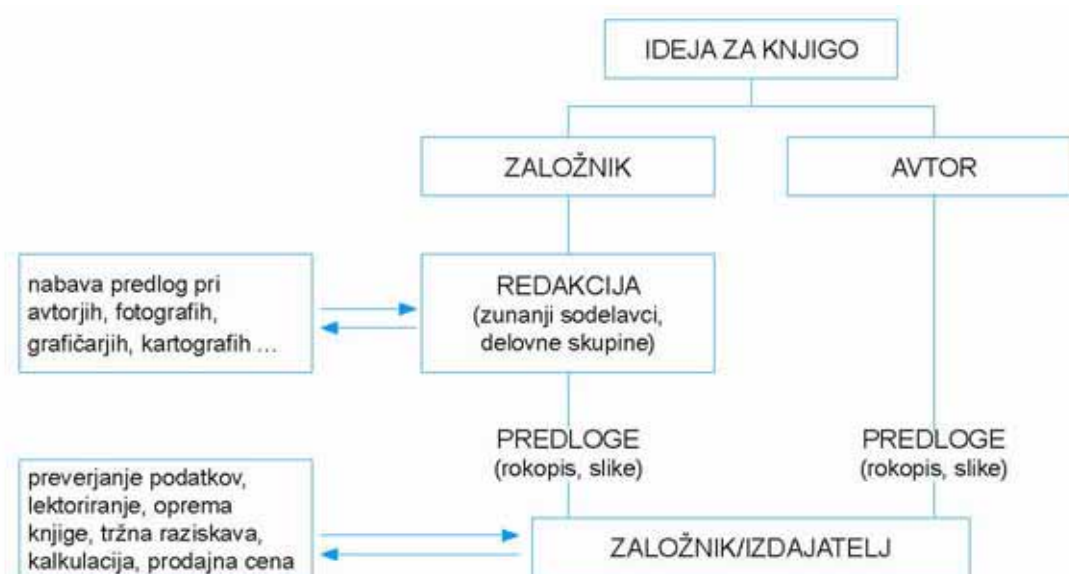 IDEJA ZA KNJIGO
ZALOŽNIK
AVTOR
nabava predlog pri
avtorjih, fotografih,
grafičarjih, kartografih ...
REDAKCIJA
(zunanji sodelavci,
delovne skupine)
PREDLOGE
(rokopis, slike)
PREDLOGE
(rokopis, slike)
preverjanje podatkov,
lektoriranje, oprema
knjige, tržna raziskava,
kalkulacija, prodajna cena
ZALOŽNIK/IZDAJATELJ